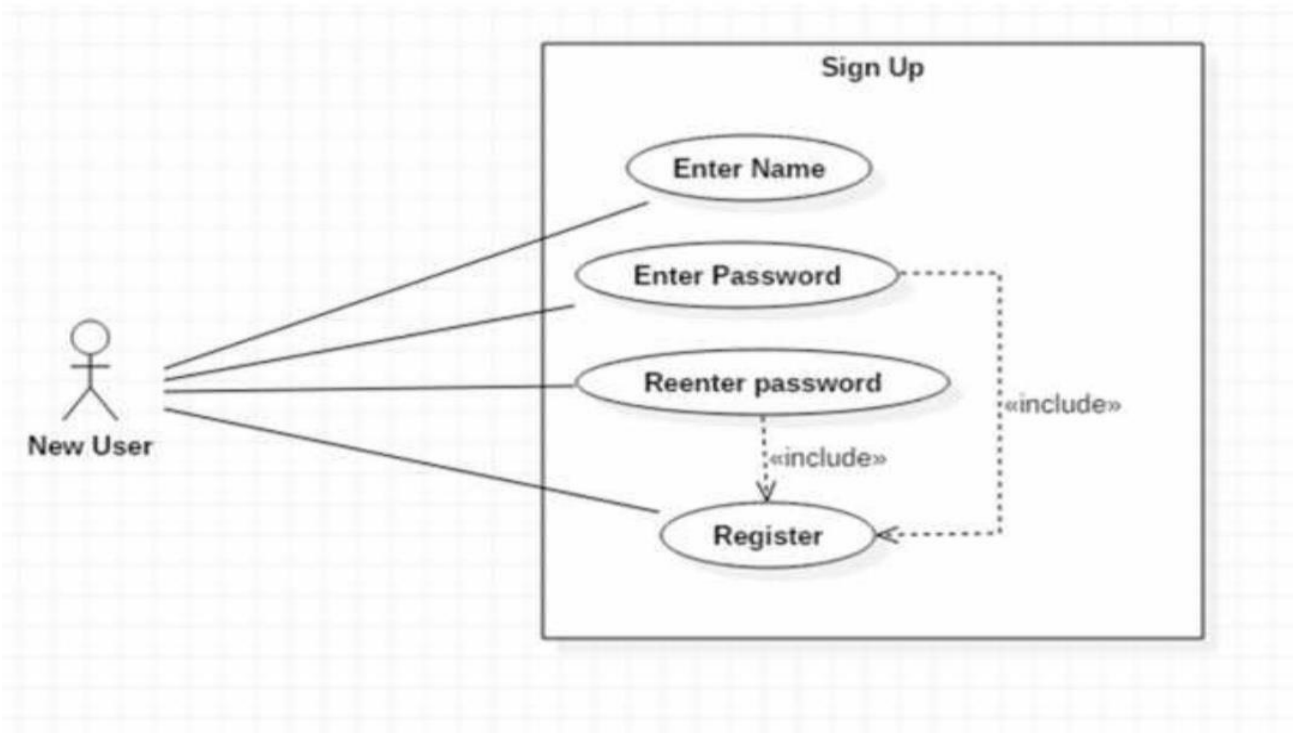 Sign Up
Enter Name
Enter Password
Reenter password
«include»
New User
«include»
Register